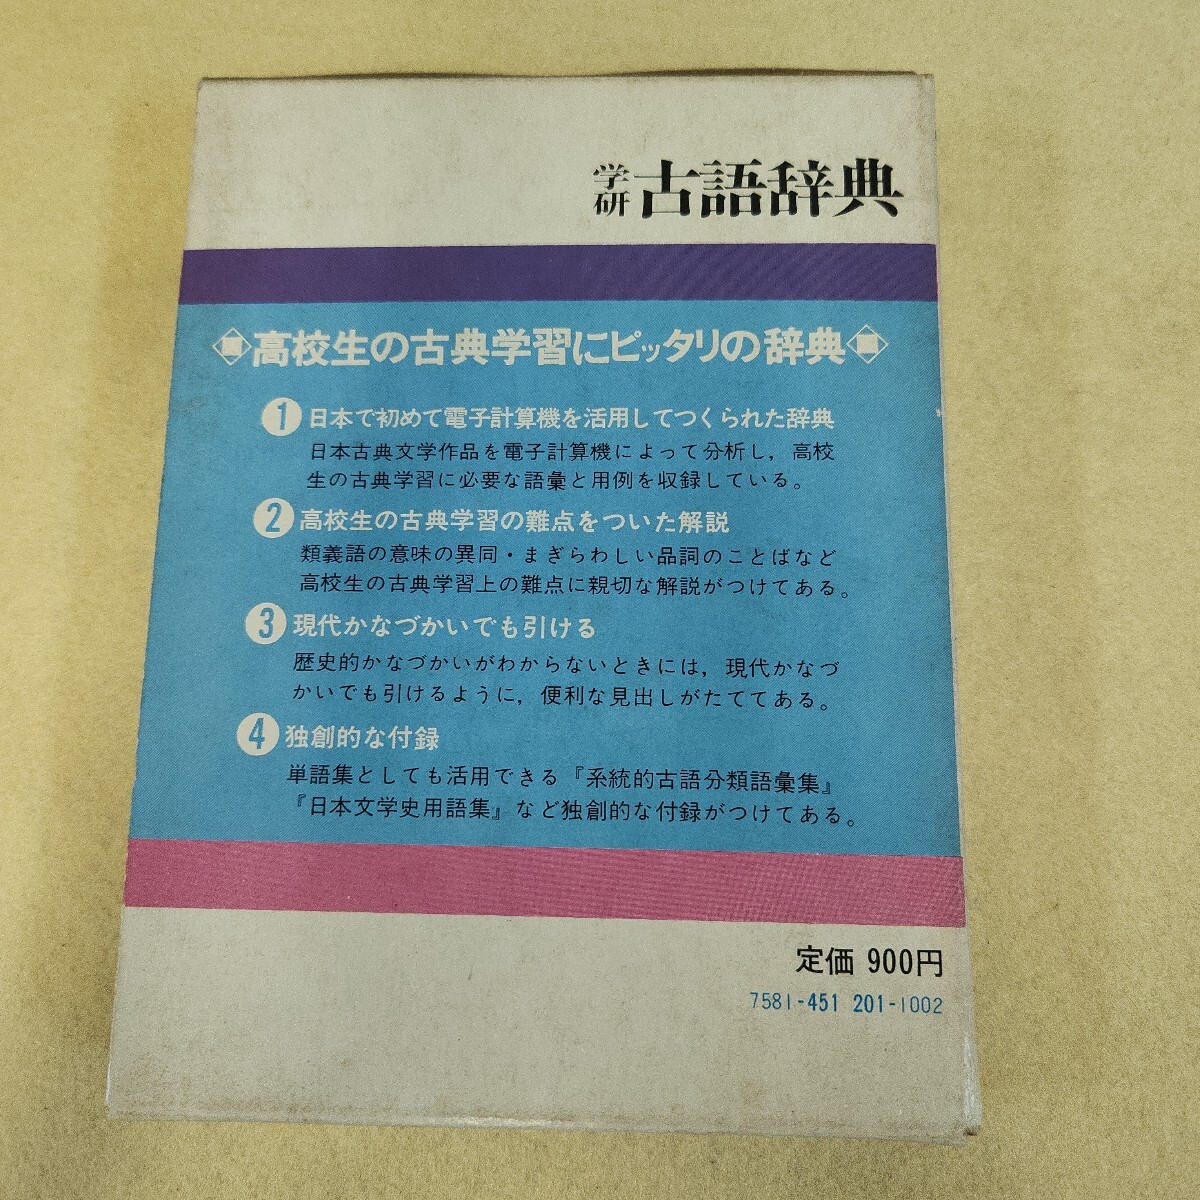 学研 古語辞典
高校生の古典学習にピッタリの辞典
1 日本で初めて電子計算機を活用してつくられた辞典
日本古典文学作品を電子計算機によって分析し,高校
生の古典学習に必要な語彙と用例を収録している。
2 高校生の古典学習の難点をついた解説
類義語の意味の異同・まぎらわしい品詞のことばなど
高校生の古典学習上の難点に親切な解説がつけてある。
3 現代かなづかいでも引ける
歴史的かなづかいがわからないときには,現代かなづ
かいでも引けるように,便利な見出しがたててある。
4 独創的な付録
単語集としても活用できる『系統的古語分類語彙集』
『日本文学史用語集』など独創的な付録がつけてある。
定価 900円
7581-451 201-1002